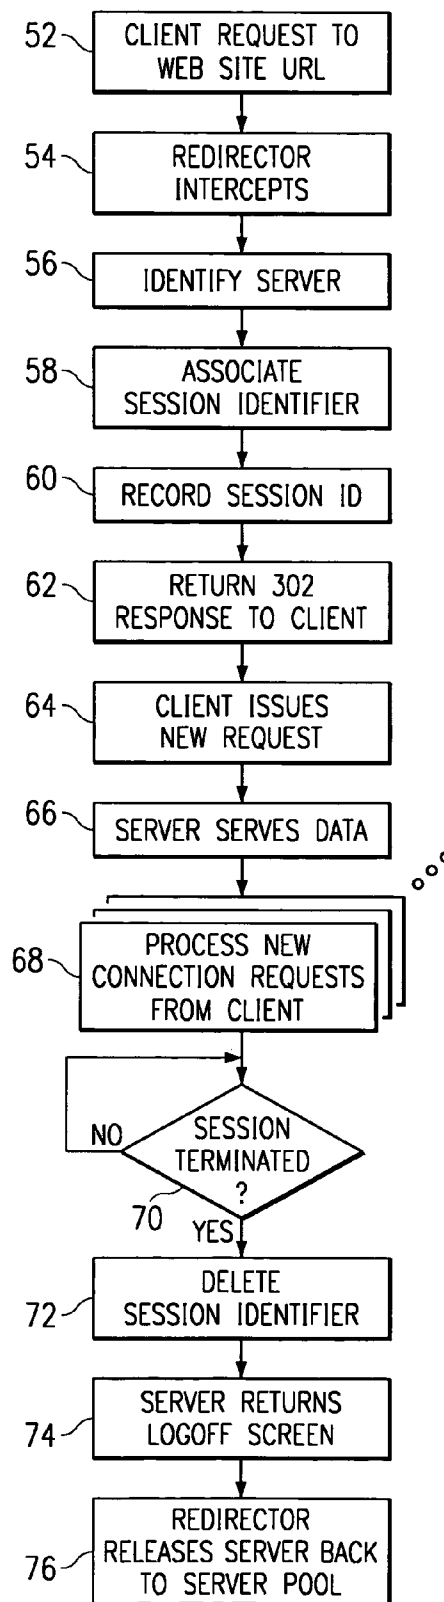 52
CLIENT REQUEST TO
WEB SITE URL
54
REDIRECTOR
INTERCEPTS
56
IDENTIFY SERVER
58
ASSOCIATE
SESSION IDENTIFIER
60
RECORD SESSION ID
62
RETURN 302
RESPONSE TO CLIENT
64
CLIENT ISSUES
NEW REQUEST
66
SERVER SERVES DATA
68
PROCESS NEW
CONNECTION REQUESTS
FROM CLIENT
NO
SESSION
TERMINATED
?
70
YES
72
DELETE
SESSION IDENTIFIER
74
SERVER RETURNS
LOGOFF SCREEN
76
REDIRECTOR
RELEASES SERVER BACK
TO SERVER POOL